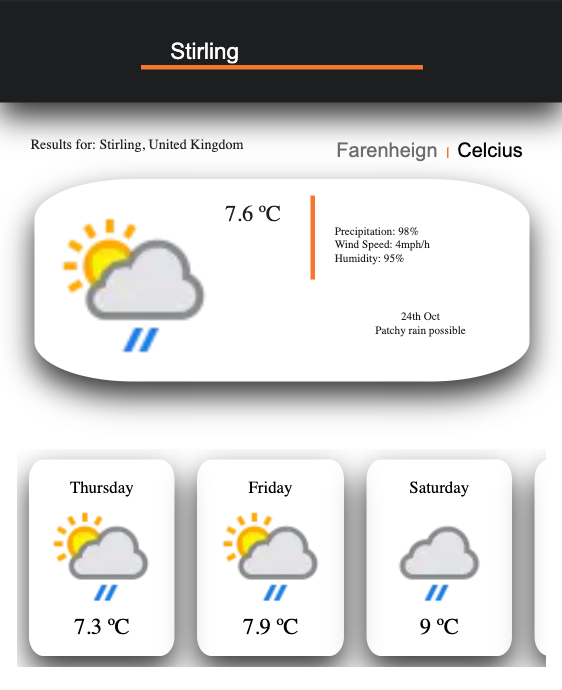 Stirling
Results for: Stirling, United Kingdom
Farenheign | Celcius
7.6 ºC
Precipitation: 98%
Wind Speed: 4mph/h
Humidity: 95%
24th Oct
Patchy rain possible
Thursday
Friday
Saturday
7.3 ºC
7.9 ºC
9 ºC